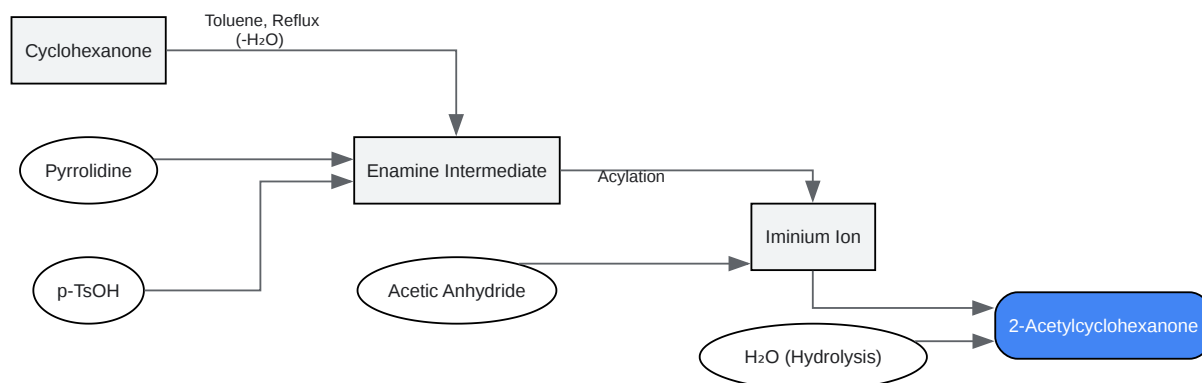 Toluene, Reflux
(-H₂O)
Cyclohexanone
Pyrrolidine
Enamine Intermediate
Acylation
Iminium Ion
p-TsOH
Acetic Anhydride
2-Acetylcyclohexanone
H₂O (Hydrolysis)